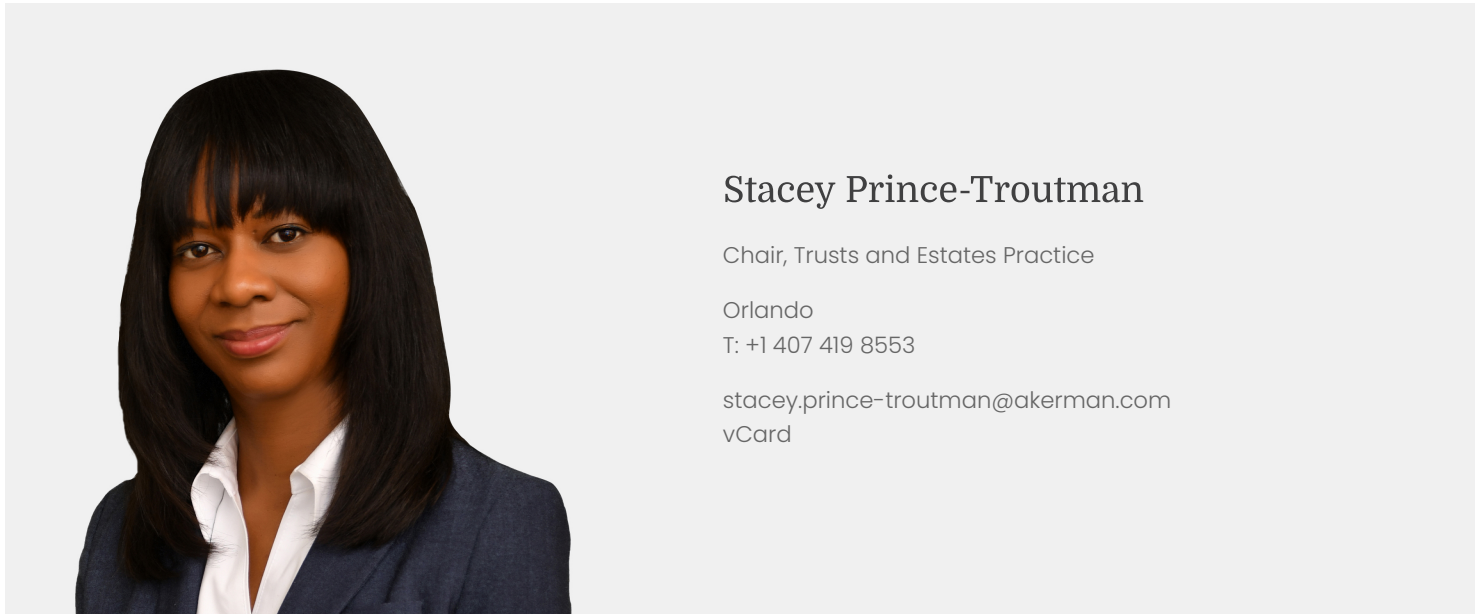 Stacey Prince-Troutman
Chair, Trusts and Estates Practice
Orlando
T: +1 407 419 8553
stacey.prince-troutman@akerman.com
vCard